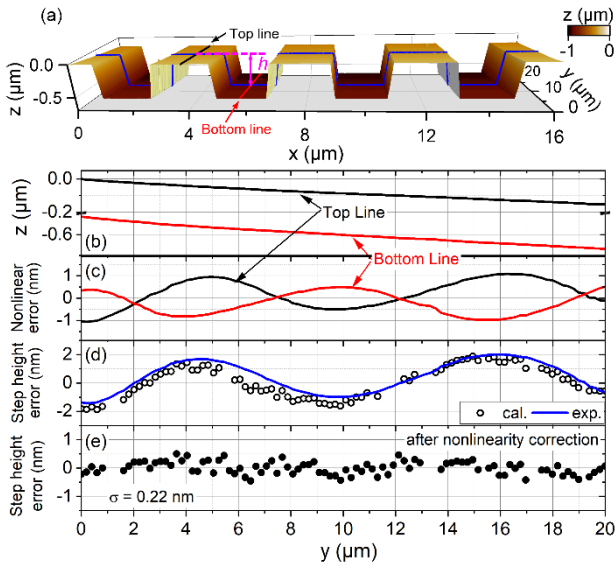 (a)
Top line
z (µm)
-1
0
0.0
-0.5
z (µm)
h
Bottom line
20
10
0
y (µm)
0
4
8
12
16
x (µm)
0.0
-0.2
-0.6
z (µm)
(b)
Top Line
Bottom Line
(c)
1
0
-1
Nonlinear
error (nm)
(d)
2
0
-2
Step height
error (nm)
cal.
exp.
(e)
after nonlinearity correction
1
0
1
Step height
error (nm)
σ = 0.22 nm
0
2
4
6
8
10
12
14
16
18
20
y (µm)